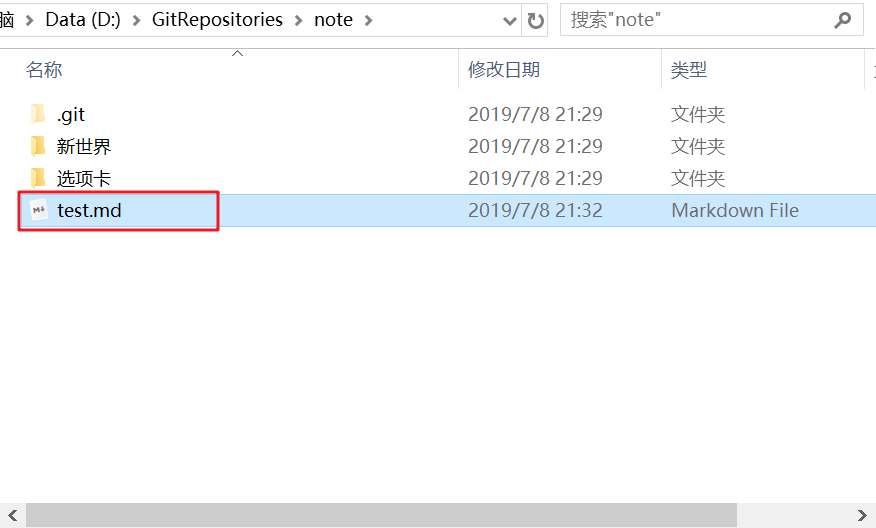 脑 > Data (D:) > GitRepositories > note > 搜索"note"
名称 修改日期 类型
.git 2019/7/8 21:29 文件夹
新世界 2019/7/8 21:29 文件夹
选项卡 2019/7/8 21:29 文件夹
test.md 2019/7/8 21:32 Markdown File